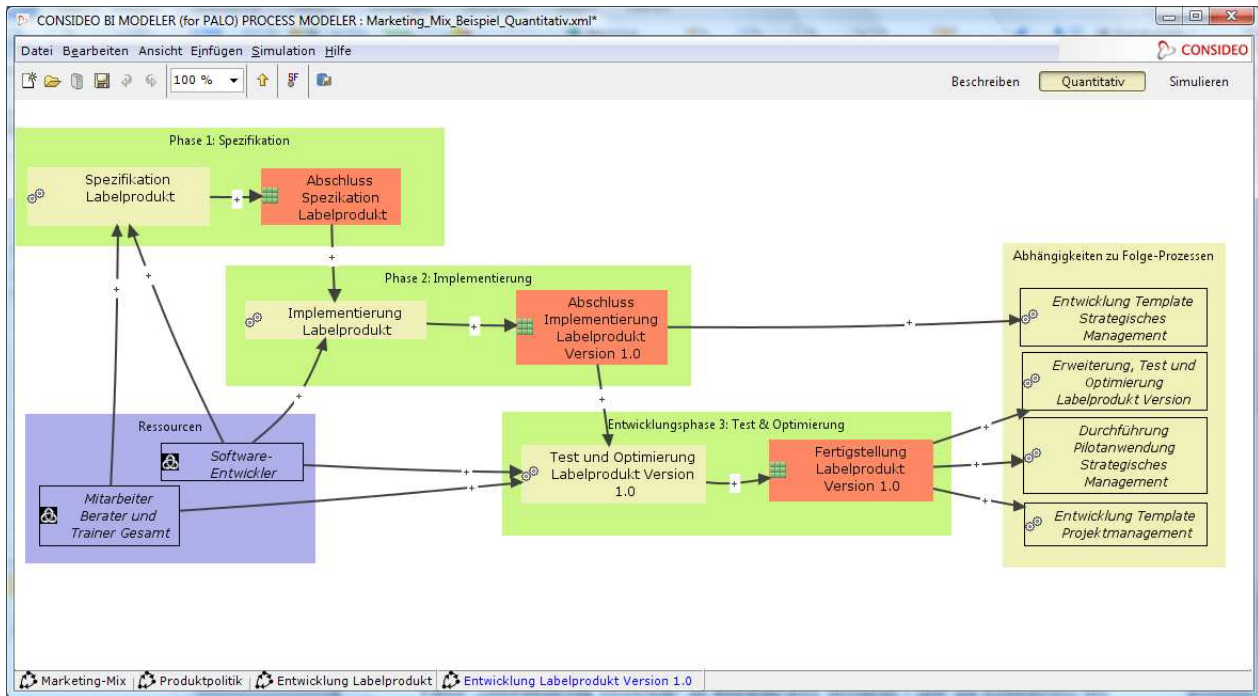 CONSIDEO BI MODELER (for PALO) PROCESS MODELER : Marketing_Mix_Beispiel_Quantitativ.xml*
Datei Bearbeiten Ansicht Einfügen Simulation Hilfe
CONSIDEO
100 %
SF
Beschreiben Quantitativ Simulieren
Phase 1: Spezifikation
Spezifikation
Labelprodukt
+
Abschluss
Spezikation
Labelprodukt
+
+
+
Phase 2: Implementierung
Implementierung
Labelprodukt
+
Abschluss
Implementierung
Labelprodukt
Version 1.0
+
+
+
Ressourcen
Software-
Entwickler
Mitarbeiter
Berater und
Trainer Gesamt
+
+
Entwicklungsphase 3: Test & Optimierung
Test und Optimierung
Labelprodukt Version
1.0
+
Fertigstellung
Labelprodukt
Version 1.0
+
+
+
Abhängigkeiten zu Folge-Prozessen
Entwicklung Template
Strategisches
Management
Erweiterung, Test und
Optimierung
Labelprodukt Version
Durchführung
Pilotanwendung
Strategisches
Management
Entwicklung Template
Projektmanagement
Marketing-Mix Produktpolitik Entwicklung Labelprodukt Entwicklung Labelprodukt Version 1.0